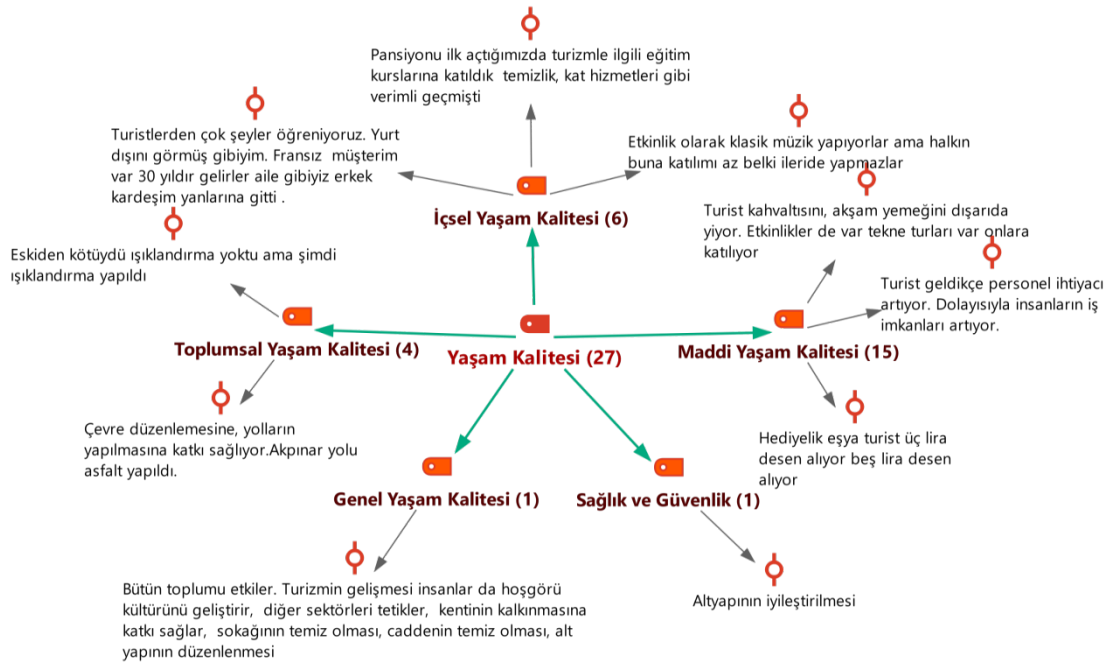 Pansiyonu ilk açtığımızda turizmle ilgili eğitim
kurslarına katıldık  temizlik, kat hizmetleri gibi
verimli geçmişti
Turistlerden çok şeyler öğreniyoruz. Yurt
dışını görmüş gibiyim. Fransız  müşterim
var 30 yıldır gelirler aile gibiyiz erkek
kardeşim yanlarına gitti .
Etkinlik olarak klasik müzik yapıyorlar ama halkın
buna katılımı az belki ileride yapmazlar
İçsel Yaşam Kalitesi (6)
Turist kahvaltısını, akşam yemeğini dışarıda
yiyor. Etkinlikler de var tekne turları var onlara
katılıyor
Eskiden kötüydü ışıklandırma yoktu ama şimdi
ışıklandırma yapıldı
Turist geldikçe personel ihtiyacı
artıyor. Dolayısıyla insanların iş
imkanları artıyor.
Toplumsal Yaşam Kalitesi (4)
Yaşam Kalitesi (27)
Maddi Yaşam Kalitesi (15)
Çevre düzenlemesine, yolların
yapılmasına katkı sağlıyor.Akpınar yolu
asfalt yapıldı.
Hediyelik eşya turist üç lira
desen alıyor beş lira desen
alıyor
Genel Yaşam Kalitesi (1)
Sağlık ve Güvenlik (1)
Bütün toplumu etkiler. Turizmin gelişmesi insanlar da hoşgörü
kültürünü geliştirir,  diğer sektörleri tetikler,  kentinin kalkınmasına
katkı sağlar,  sokağının temiz olması, caddenin temiz olması, alt
yapının düzenlenmesi
Altyapının iyileştirilmesi